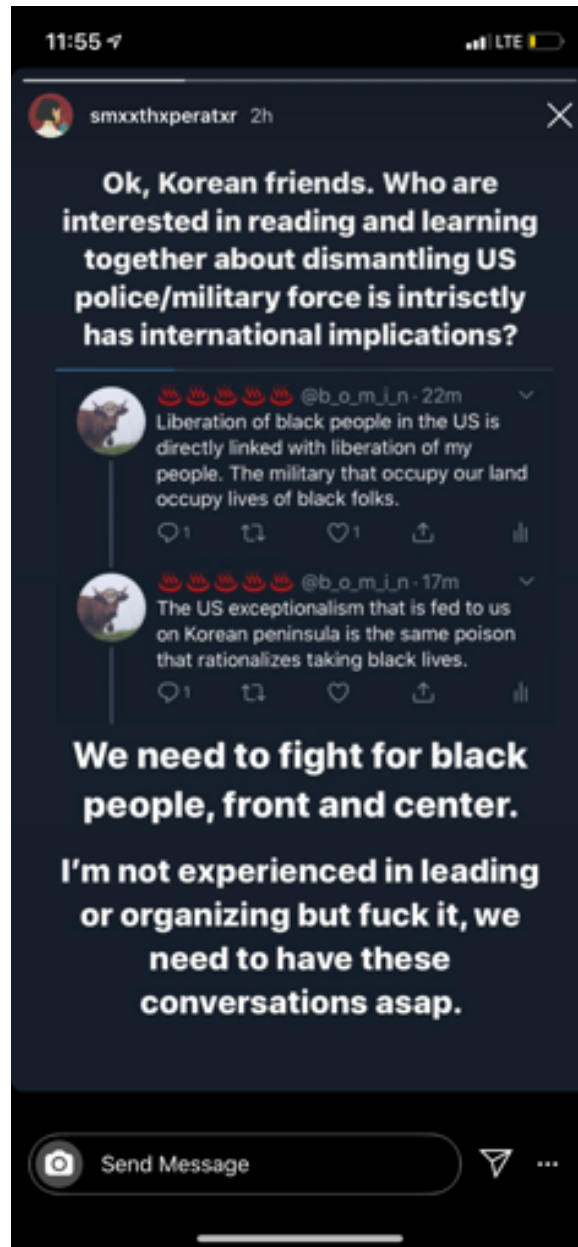 11:55
LTE
smxxthxperatxr 2h
Ok, Korean friends. Who are
interested in reading and learning
together about dismantling US
police/military force is intrisctly
has international implications?
@b_o_m_i_n · 22m
Liberation of black people in the US is
directly linked with liberation of my
people. The military that occupy our land
occupy lives of black folks.
1
1
@b_o_m_i_n · 17m
The US exceptionalism that is fed to us
on Korean peninsula is the same poison
that rationalizes taking black lives.
1
We need to fight for black
people, front and center.
I'm not experienced in leading
or organizing but fuck it, we
need to have these
conversations asap.
Send Message